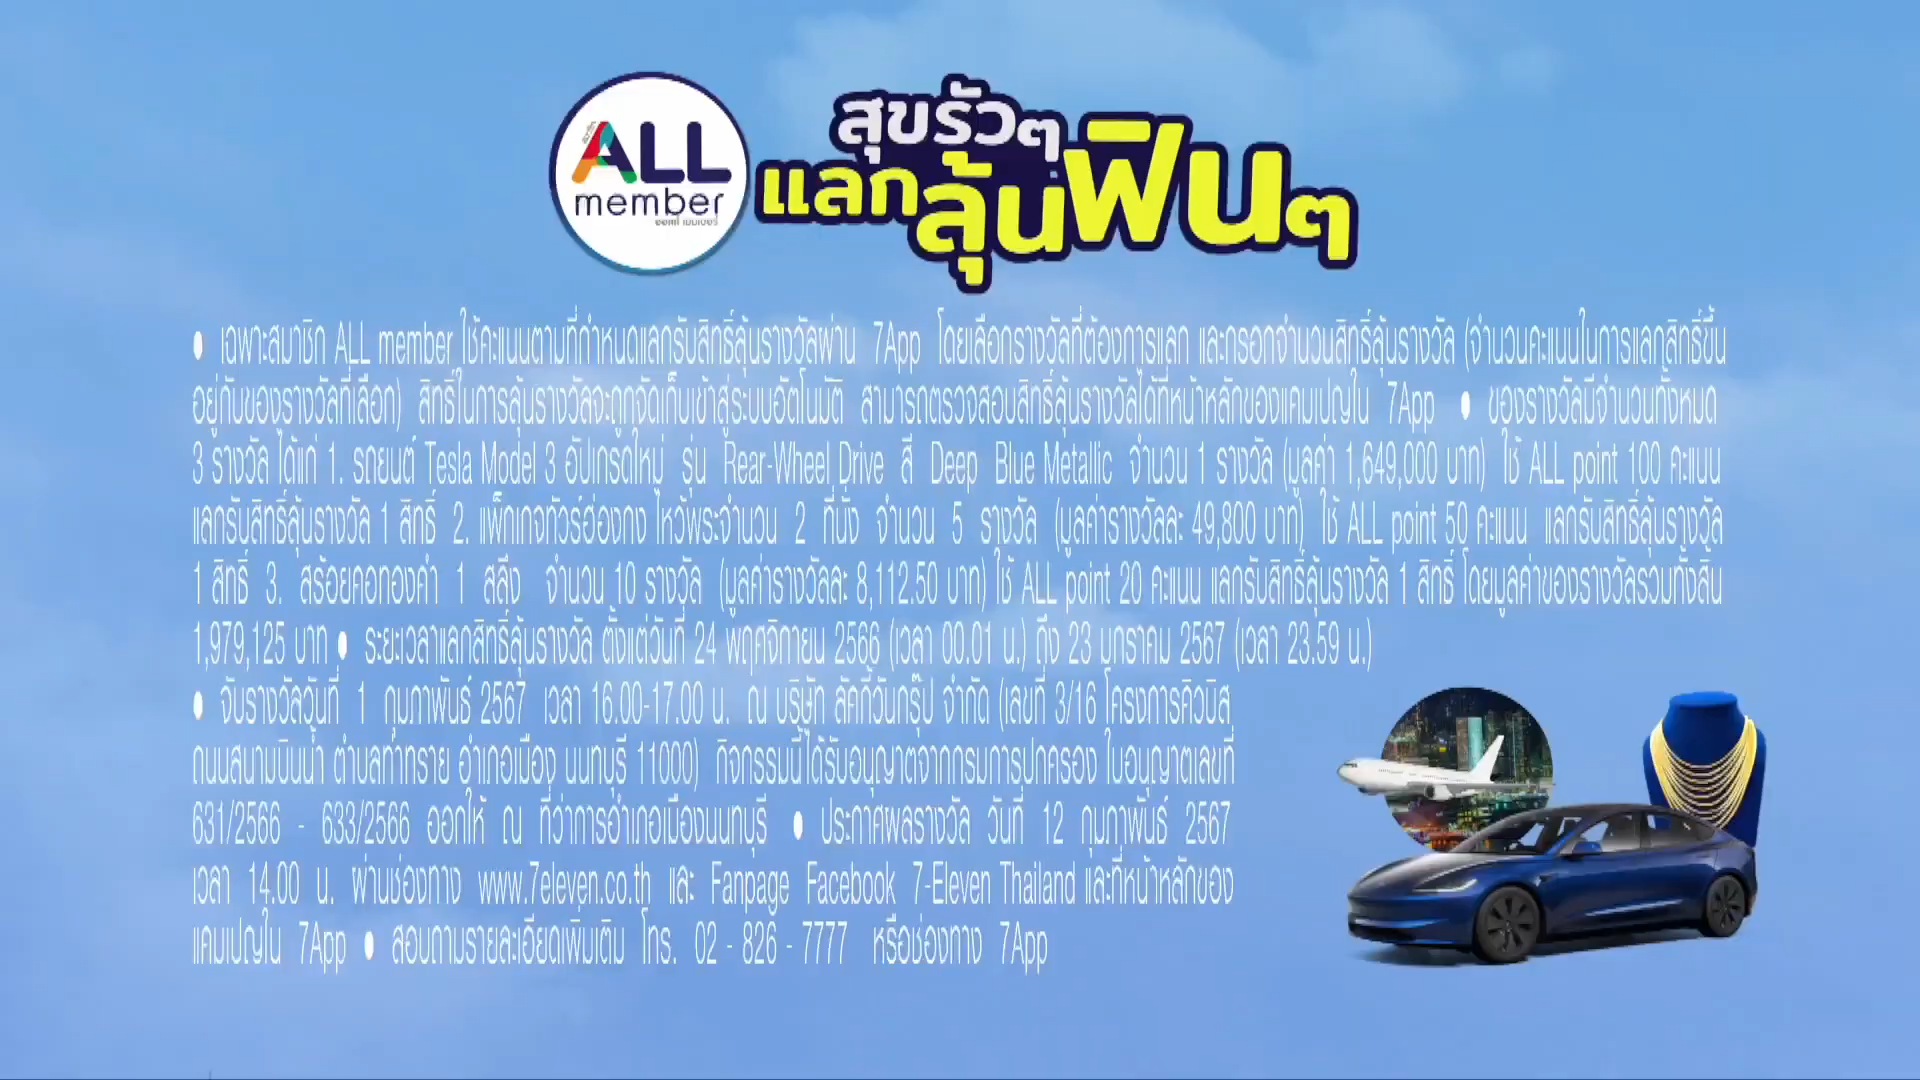 ALL
member
ออลล์ เมมเบอร์
สุขรัวๆ
แลกลุ้นฟินๆ
● เฉพาะสมาชิก ALL member ใช้คะแนนตามที่กำหนดแลกรับสิทธิ์ลุ้นรางวัลผ่าน 7App โดยเลือกรางวัลที่ต้องการแลก และกรอกจำนวนสิทธิ์ลุ้นรางวัล (จำนวนคะแนนในการแลกสิทธิ์ขึ้น
อยู่กับของรางวัลที่เลือก) สิทธิ์ในการลุ้นรางวัลจะถูกจัดเก็บเข้าสู่ระบบอัตโนมัติ สามารถตรวจสอบสิทธิ์ลุ้นรางวัลได้ที่หน้าหลักของแคมเปญใน 7App ● ของรางวัลมีจำนวนทั้งหมด
3 รางวัล ได้แก่ 1. รถยนต์ Tesla Model 3 อัปเกรดใหม่ รุ่น Rear-Wheel Drive สี Deep Blue Metallic จำนวน 1 รางวัล (มูลค่า 1,649,000 บาท) ใช้ ALL point 100 คะแนน
แลกรับสิทธิ์ลุ้นรางวัล 1 สิทธิ์ 2. แพ็กเกจทัวร์ฮ่องกง ไหว้พระจำนวน 2 ที่นั่ง จำนวน 5 รางวัล (มูลค่ารางวัลละ 49,800 บาท) ใช้ ALL point 50 คะแนน แลกรับสิทธิ์ลุ้นรางวัล
1 สิทธิ์ 3. สร้อยคอทองคำ 1 สลึง จำนวน 10 รางวัล (มูลค่ารางวัลละ 8,112.50 บาท) ใช้ ALL point 20 คะแนน แลกรับสิทธิ์ลุ้นรางวัล 1 สิทธิ์ โดยมูลค่าของรางวัลรวมทั้งสิ้น
1,979,125 บาท ● ระยะเวลาแลกสิทธิ์ลุ้นรางวัล ตั้งแต่วันที่ 24 พฤศจิกายน 2566 (เวลา 00.01 น.) ถึง 23 มกราคม 2567 (เวลา 23.59 น.)
● จับรางวัลวันที่ 1 กุมภาพันธ์ 2567 เวลา 16.00-17.00 น. ณ บริษัท ลัคกี้วันกรุ๊ป จำกัด (เลขที่ 3/16 โครงการคิวบิส
ถนนสนามบินน้ำ ตำบลท่าทราย อำเภอเมือง นนทบุรี 11000) กิจกรรมนี้ได้รับอนุญาตจากกรมการปกครอง ใบอนุญาตเลขที่
631/2566 - 633/2566 ออกให้ ณ ที่ว่าการอำเภอเมืองนนทบุรี ● ประกาศผลรางวัล วันที่ 12 กุมภาพันธ์ 2567
เวลา 14.00 น. ผ่านช่องทาง www.7eleven.co.th และ Fanpage Facebook 7-Eleven Thailand และที่หน้าหลักของ
แคมเปญใน 7App ● สอบถามรายละเอียดเพิ่มเติม โทร. 02 - 826 - 7777 หรือช่องทาง 7App